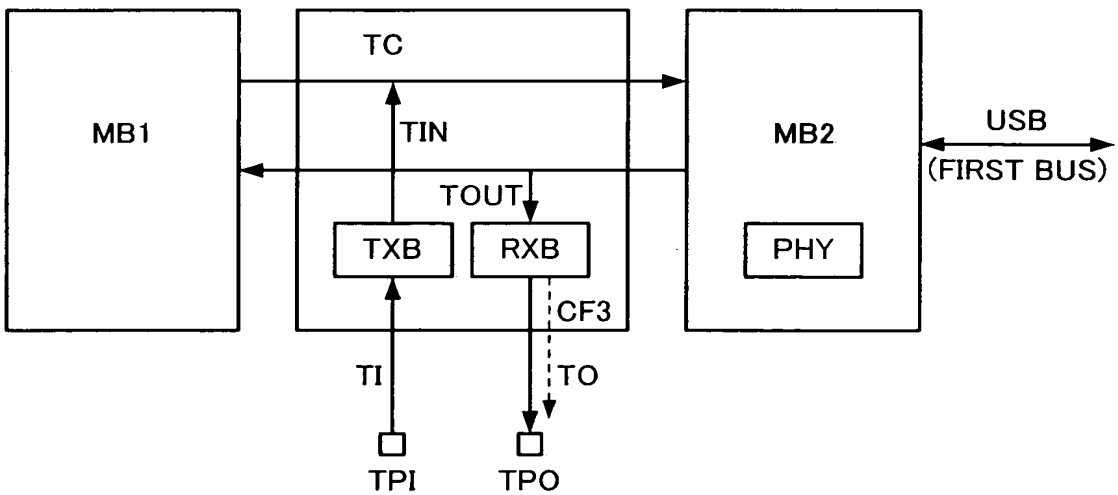 TC
MB1
TIN
MB2
USB
(FIRST BUS)
TOUT
TXB
RXB
PHY
CF3
TI
TO
TPI
TPO